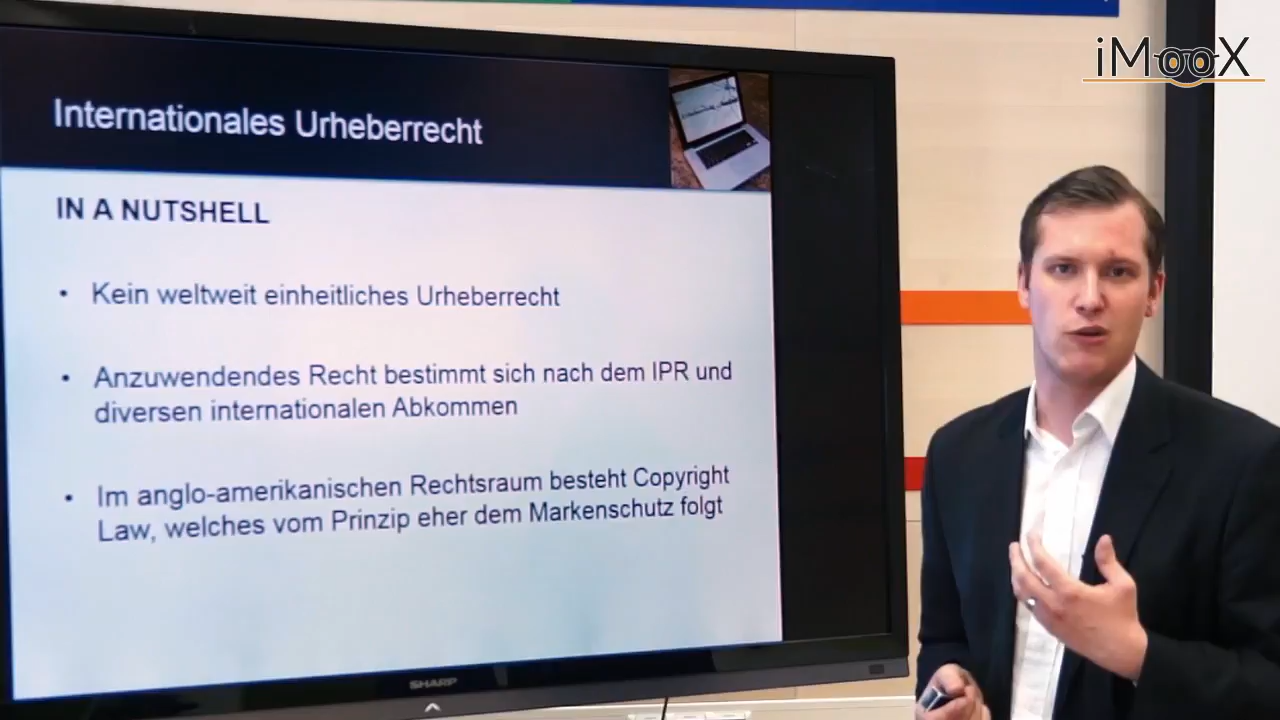 iMooX
Internationales Urheberrecht
IN A NUTSHELL
• Kein weltweit einheitliches Urheberrecht
• Anzuwendendes Recht bestimmt sich nach dem IPR und
diversen internationalen Abkommen
• Im anglo-amerikanischen Rechtsraum besteht Copyright
Law, welches vom Prinzip eher dem Markenschutz folgt
SHARP